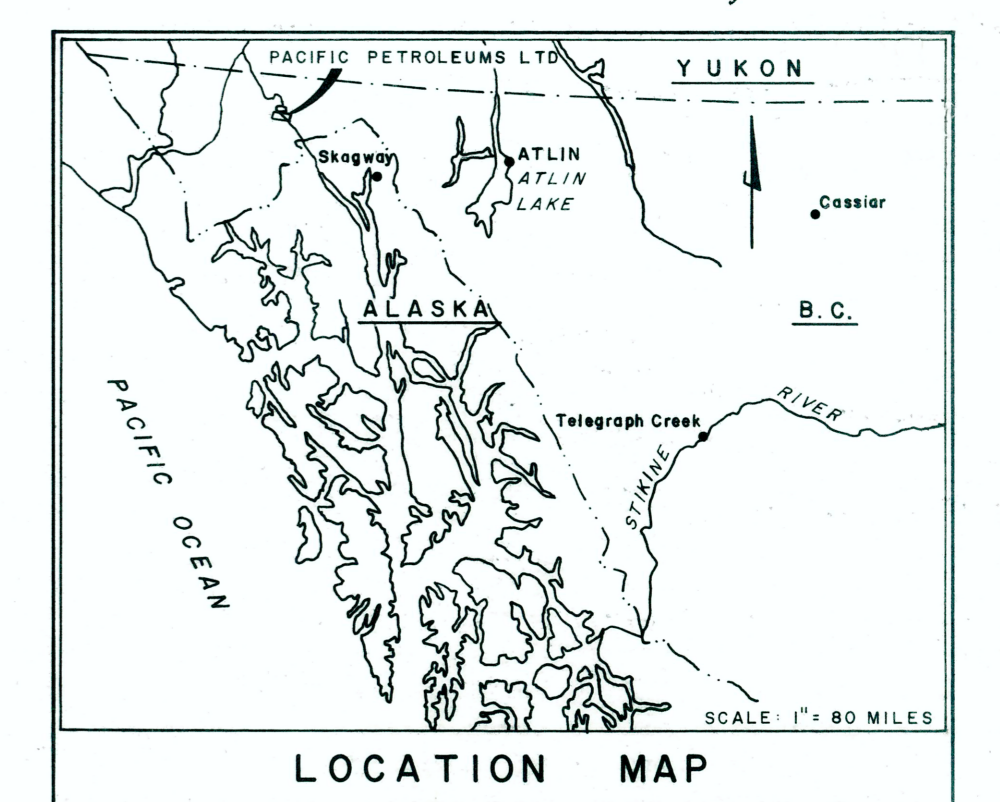 PACIFIC PETROLEUMS LTD
YUKON
Skagway
ATLIN
ATLIN
LAKE
Cassiar
ALASKA
B.C.
PACIFIC OCEAN
Telegraph Creek
STIKINE RIVER
SCALE: 1"= 80 MILES
LOCATION MAP